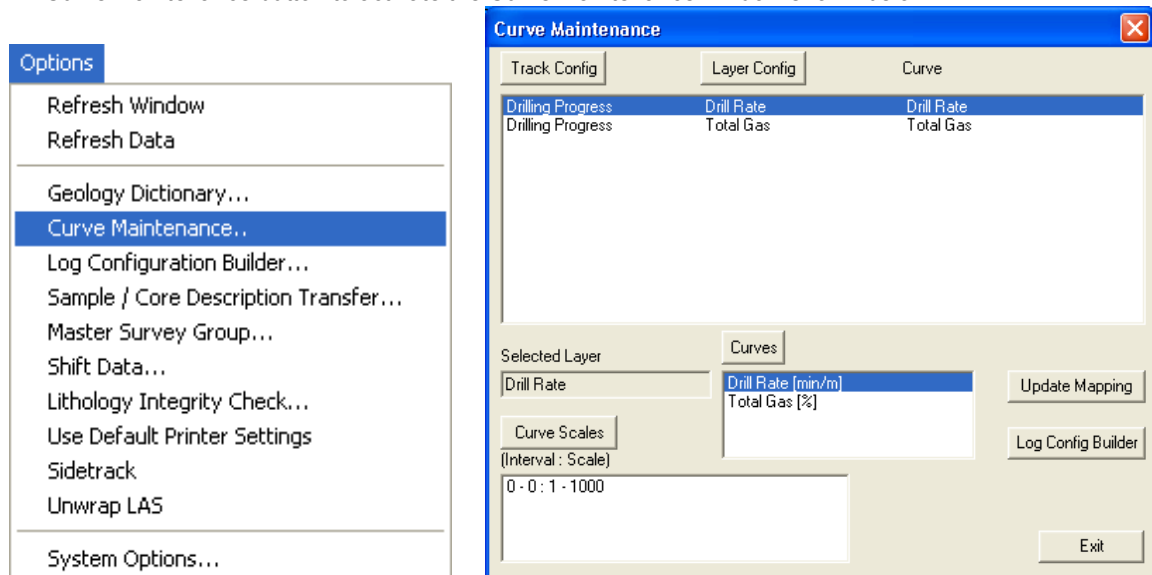 Options
Refresh Window
Refresh Data
Geology Dictionary...
Curve Maintenance..
Log Configuration Builder...
Sample / Core Description Transfer...
Master Survey Group...
Shift Data...
Lithology Integrity Check...
Use Default Printer Settings
Sidetrack
Unwrap LAS
System Options...
Curve Maintenance
Track Config Layer Config Curve
Drilling Progress Drill Rate Drill Rate
Drilling Progress Total Gas Total Gas
Selected Layer
Drill Rate
Curves
Drill Rate [min/m]
Total Gas [%]
Update Mapping
Curve Scales
(Interval : Scale)
0 - 0 : 1 - 1000
Log Config Builder
Exit